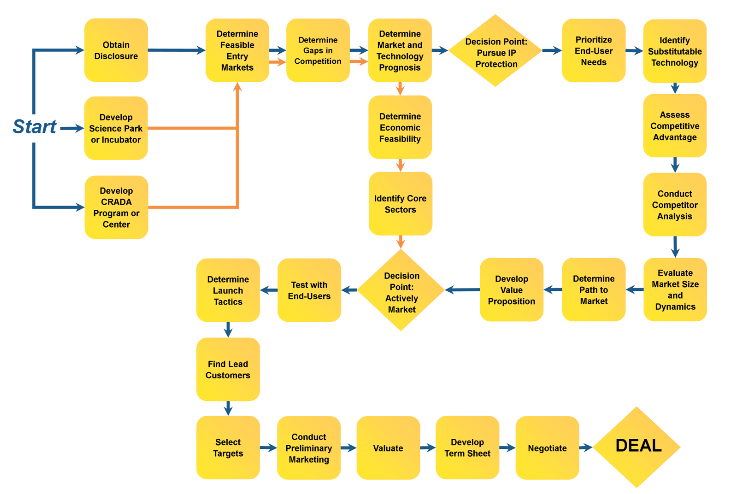 Start
Obtain
Disclosure
Develop
Science Park
or Incubator
Develop
CRADA
Program or
Center
Determine
Feasible
Entry
Markets
Determine
Gaps in
Competition
Determine
Market and
Technology
Prognosis
Decision Point:
Pursue IP
Protection
Prioritize
End-User
Needs
Identify
Substitutable
Technology
Determine
Economic
Feasibility
Assess
Competitive
Advantage
Identify Core
Sectors
Conduct
Competitor
Analysis
Determine
Launch
Tactics
Test with
End-Users
Decision
Point:
Actively
Market
Develop
Value
Proposition
Determine
Path to
Market
Evaluate
Market Size
and
Dynamics
Find Lead
Customers
Select
Targets
Conduct
Preliminary
Marketing
Valuate
Develop
Term Sheet
Negotiate
DEAL